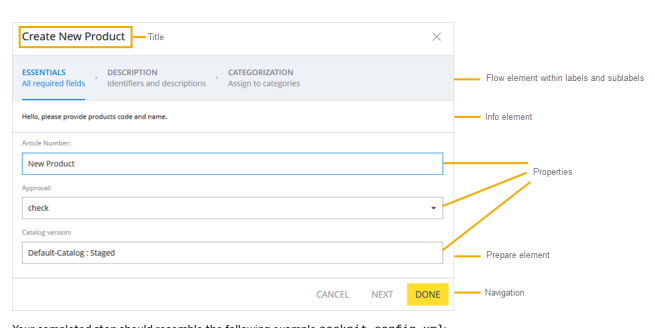 Create New Product
Title
ESSENTIALS
All required fields
DESCRIPTION
Identifiers and descriptions
CATEGORIZATION
Assign to categories
Flow element within labels and sublabels
Hello, please provide products code and name.
Info element
Article Number:
New Product
Properties
Approval:
check
Catalog version:
Default-Catalog : Staged
Prepare element
CANCEL
NEXT
DONE
Navigation
Your completed step should resemble the following example cockpit-config.xml: